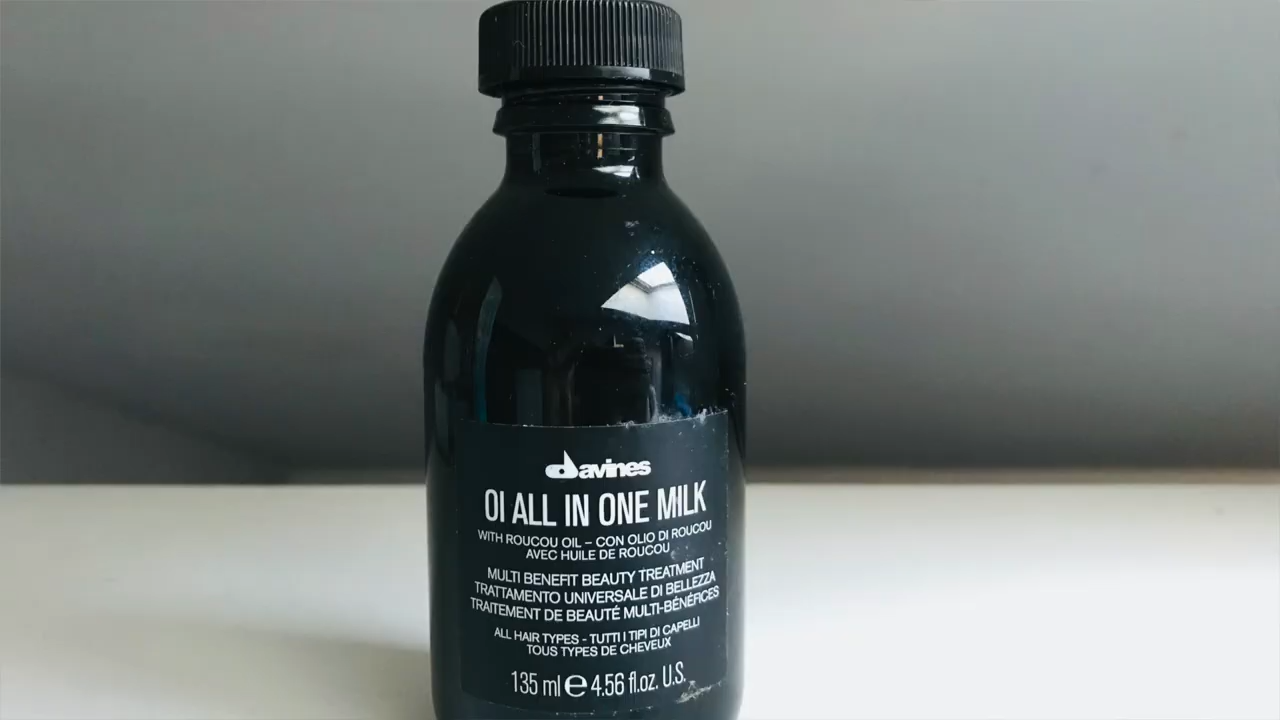 davines
OI ALL IN ONE MILK
WITH ROUCOU OIL – CON OLIO DI ROUCOU
AVEC HUILE DE ROUCOU
MULTI BENEFIT BEAUTY TREATMENT
TRATTAMENTO UNIVERSALE DI BELLEZZA
TRAITEMENT DE BEAUTÉ MULTI-BÉNÉFICES
ALL HAIR TYPES - TUTTI I TIPI DI CAPELLI
TOUS TYPES DE CHEVEUX
135 ml ℮ 4.56 fl.oz. U.S.